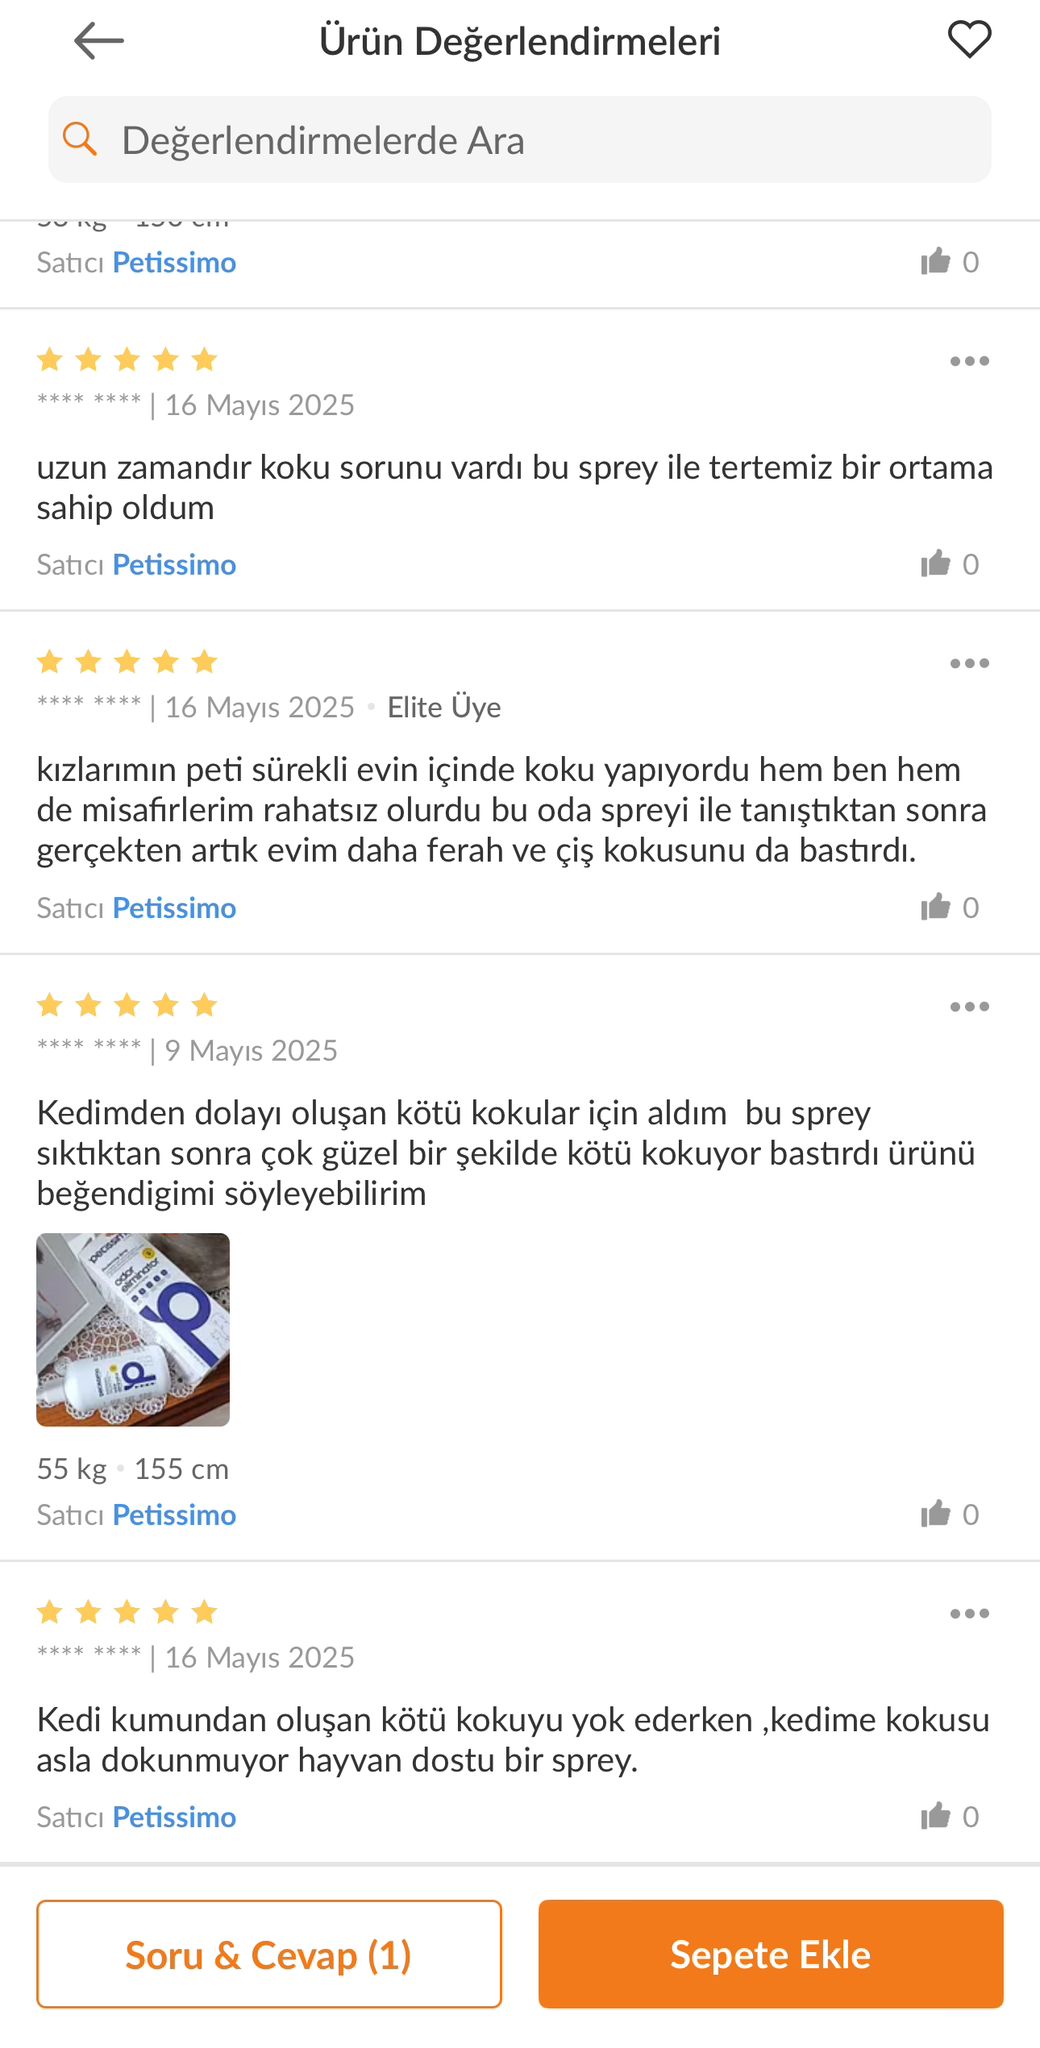 Ürün Değerlendirmeleri
Değerlendirmelerde Ara
Satıcı Petissimo
0
**** **** | 16 Mayıs 2025
uzun zamandır koku sorunu vardı bu sprey ile tertemiz bir ortama
sahip oldum
Satıcı Petissimo
0
**** **** | 16 Mayıs 2025 • Elite Üye
kızlarımın peti sürekli evin içinde koku yapıyordu hem ben hem
de misafirlerim rahatsız olurdu bu oda spreyi ile tanıştıktan sonra
gerçekten artık evim daha ferah ve çiş kokusunu da bastırdı.
Satıcı Petissimo
0
**** **** | 9 Mayıs 2025
Kedimden dolayı oluşan kötü kokular için aldım  bu sprey
sıktıktan sonra çok güzel bir şekilde kötü kokuyor bastırdı ürünü
beğendigimi söyleyebilirim
petissimo
odor
eliminator
55 kg • 155 cm
Satıcı Petissimo
0
**** **** | 16 Mayıs 2025
Kedi kumundan oluşan kötü kokuyu yok ederken ,kedime kokusu
asla dokunmuyor hayvan dostu bir sprey.
Satıcı Petissimo
0
Soru & Cevap (1)
Sepete Ekle